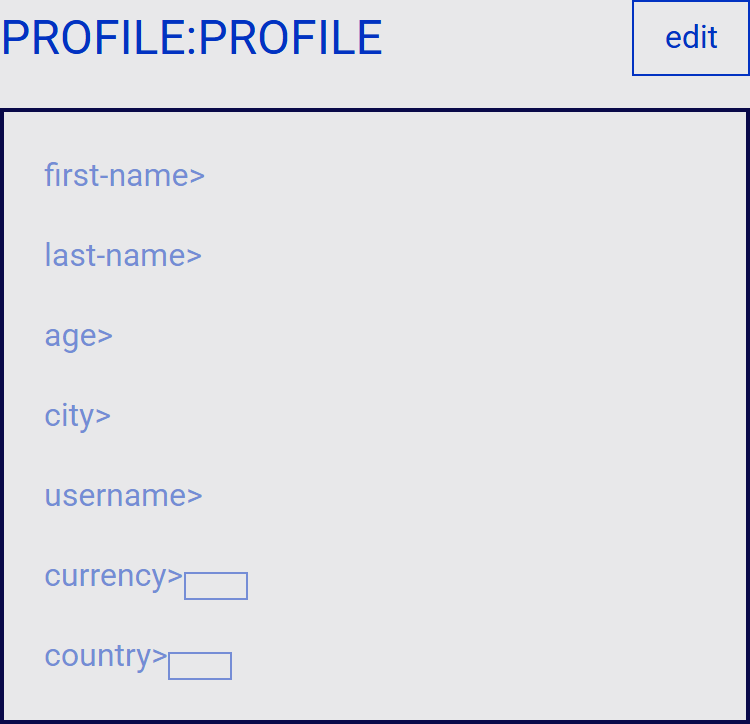 PROFILE:PROFILE
edit
first-name>
last-name>
age>
city>
username>
currency>
country>